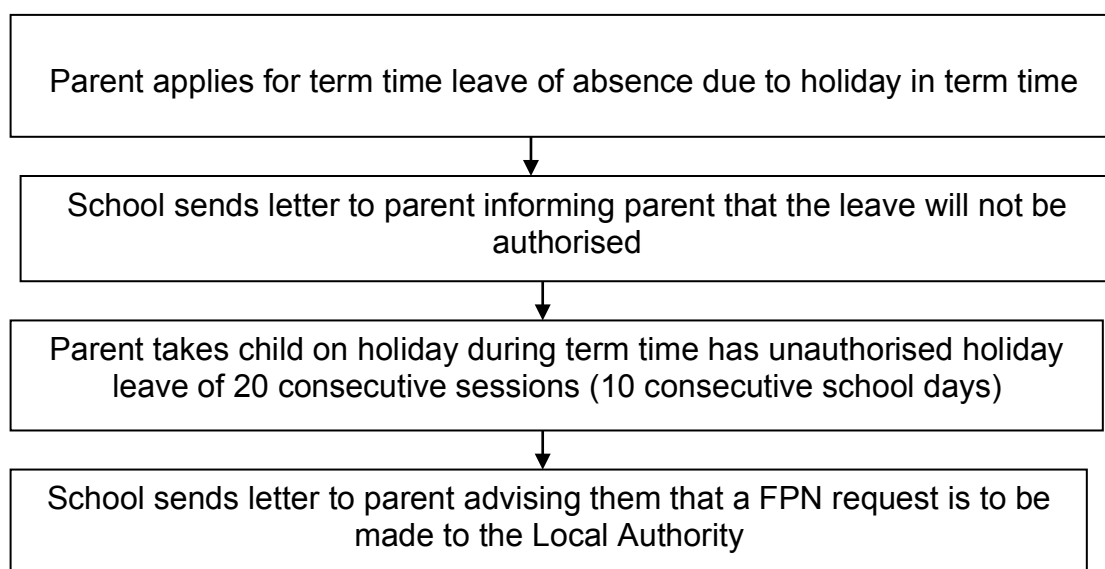 Parent applies for term time leave of absence due to holiday in term time
School sends letter to parent informing parent that the leave will not be
authorised
Parent takes child on holiday during term time has unauthorised holiday
leave of 20 consecutive sessions (10 consecutive school days)
School sends letter to parent advising them that a FPN request is to be
made to the Local Authority